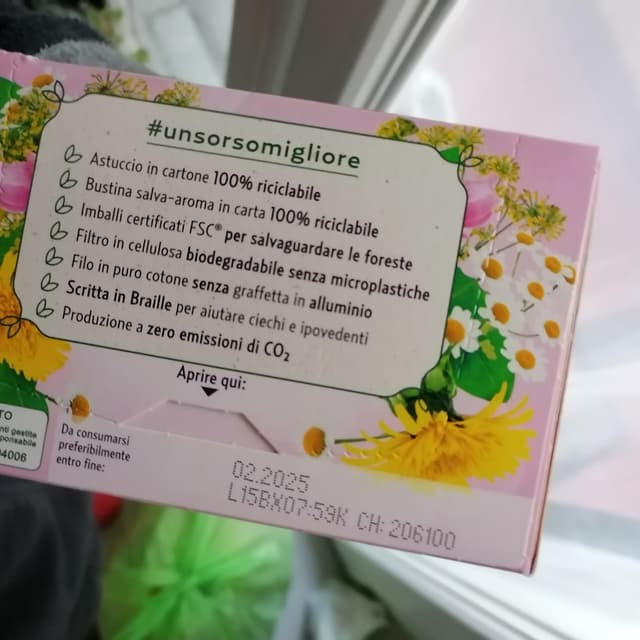 #unsorsomigliore
Astuccio in cartone 100% riciclabile
Bustina salva-aroma in carta 100% riciclabile
Imballi certificati FSC® per salvaguardare le foreste
Filtro in cellulosa biodegradabile senza microplastiche
Filo in puro cotone senza graffetta in alluminio
Scritta in Braille per aiutare ciechi e ipovedenti
Produzione a zero emissioni di CO₂
Aprire qui:
Da consumarsi
preferibilmente
entro fine:
02.2025
L15BX07:59K CH: 206100